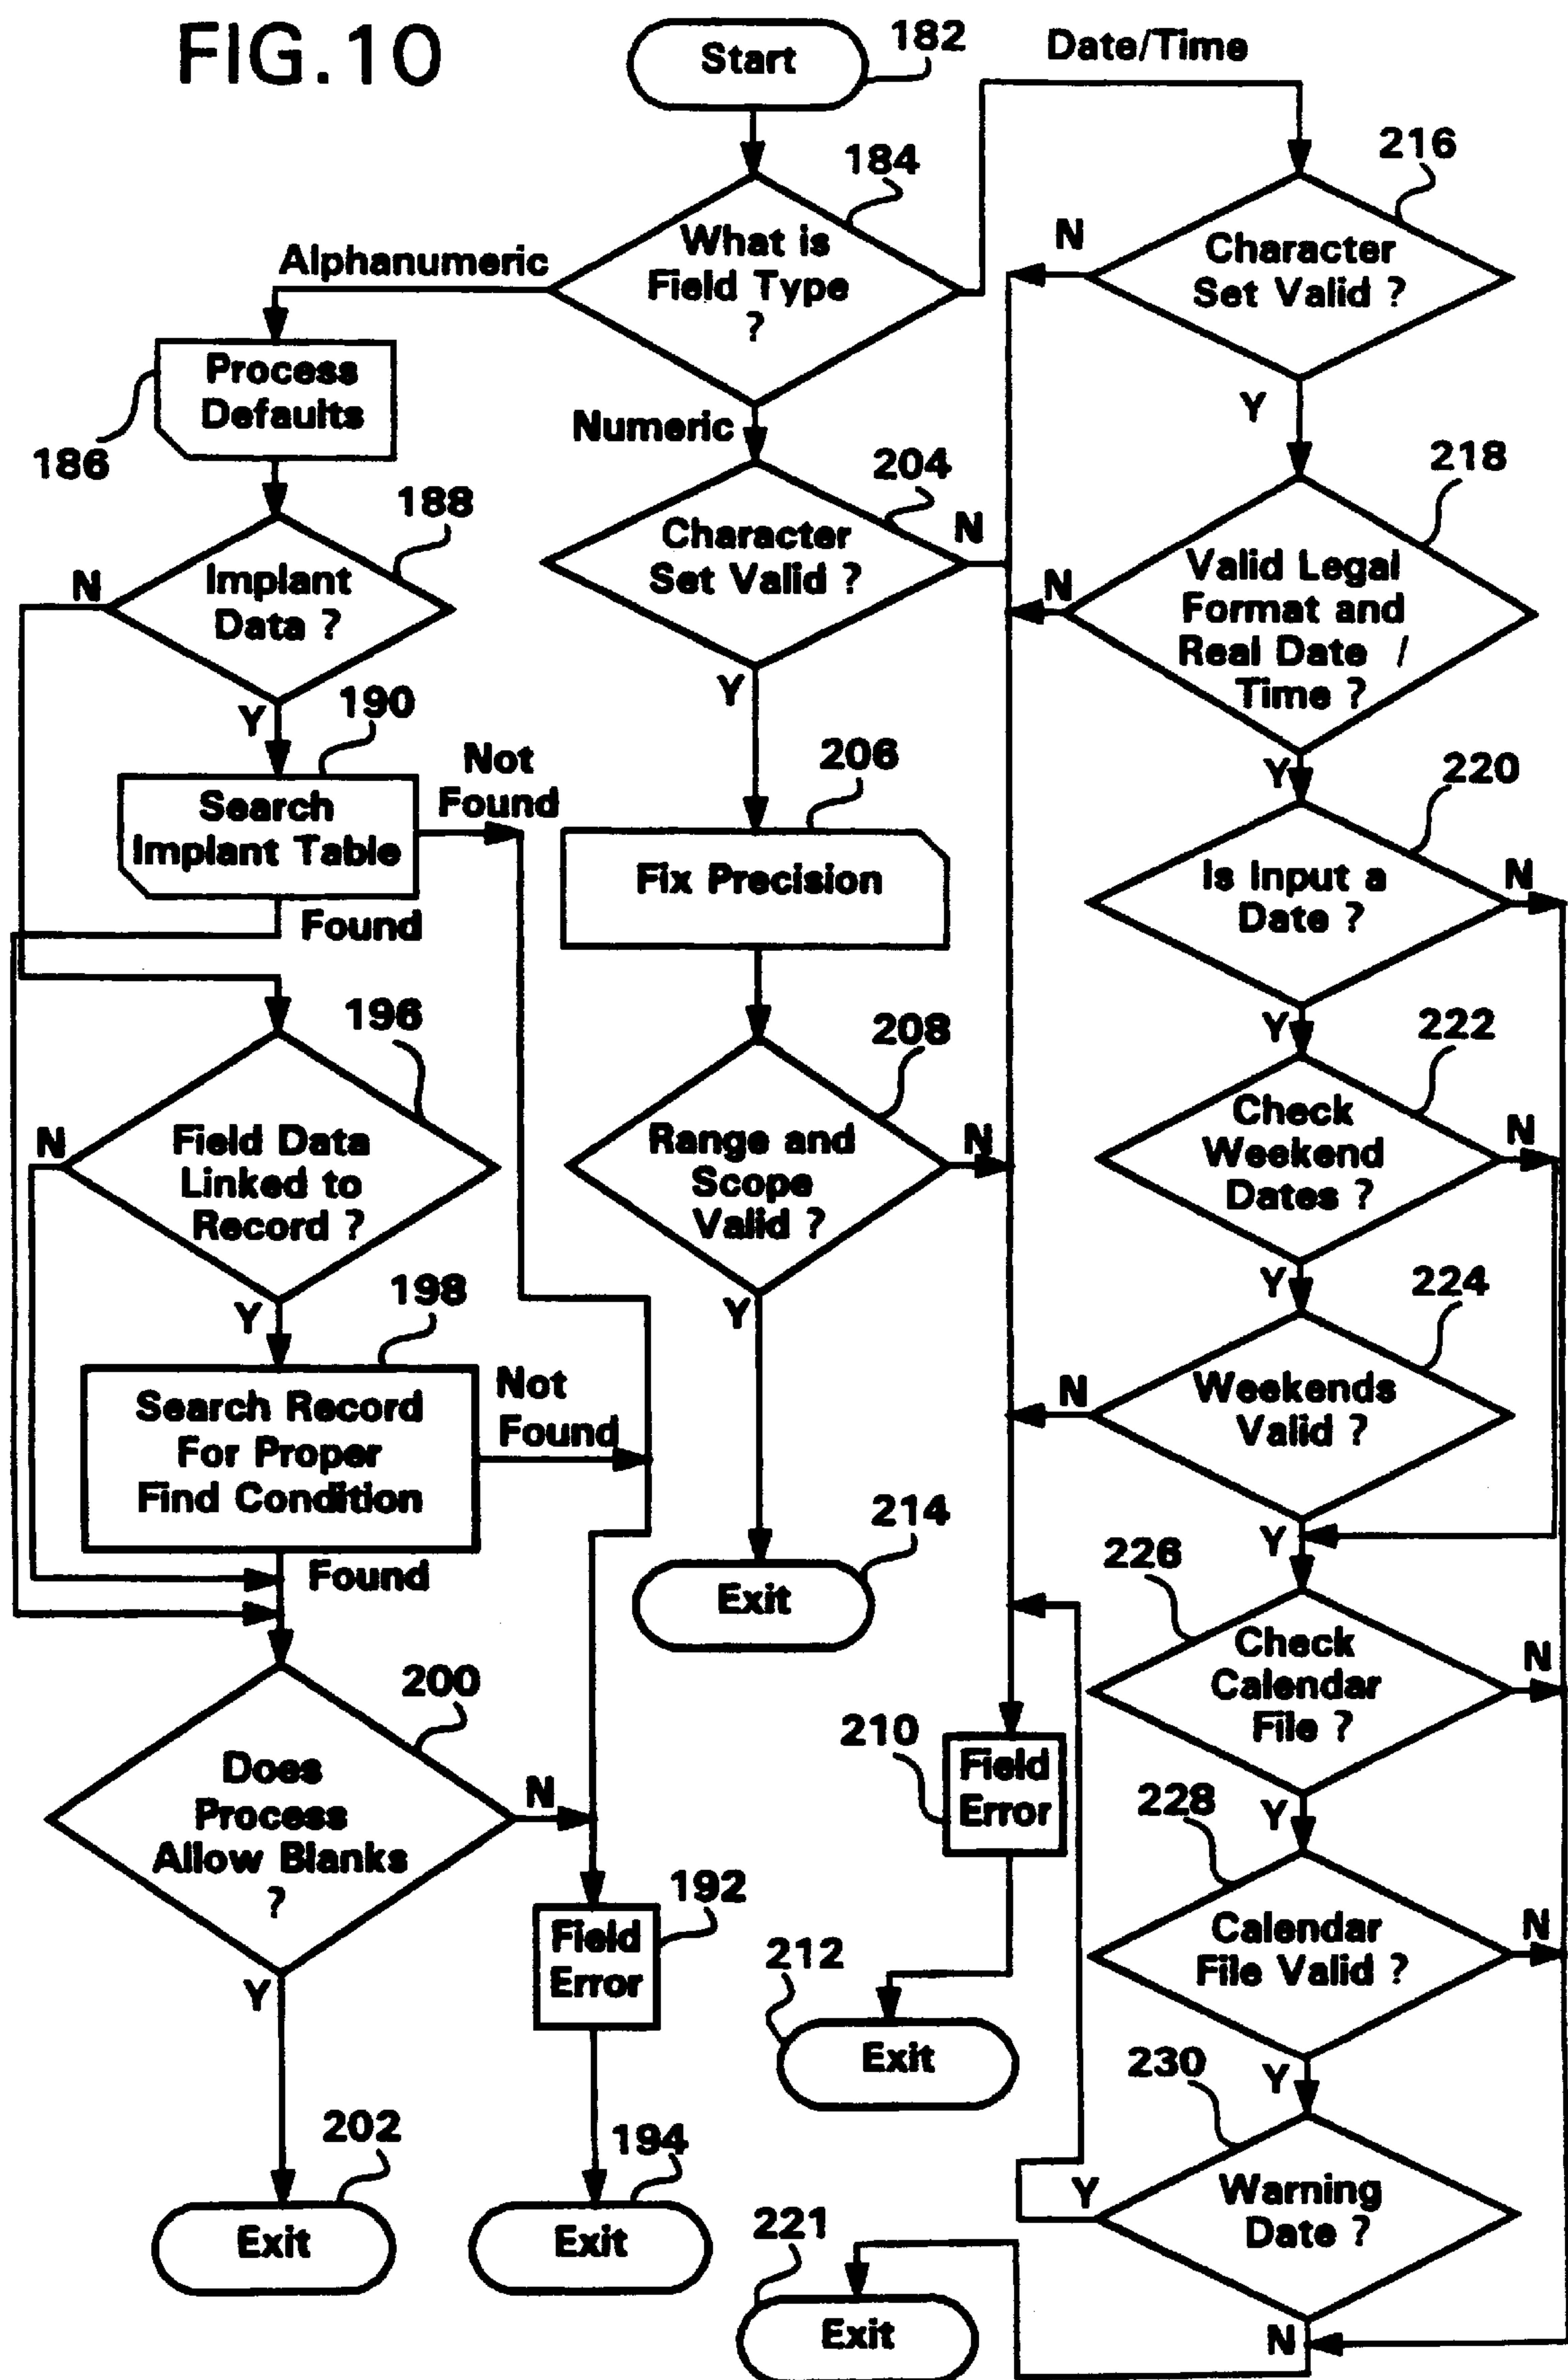 FIG.10
Start
182
Date/Time
184
What is
Field Type
?
Alphanumeric
Numeric
216
N
Character
Set Valid ?
Y
Process
Defaults
186
188
N
Implant
Data ?
Y
190
Search
Implant Table
Not
Found
Found
204
Character
Set Valid ?
N
Y
206
Fix Precision
218
Valid Legal
Format and
Real Date /
Time ?
N
Y
220
Is Input a
Date ?
N
Y
196
N
Field Data
Linked to
Record ?
Y
208
Range and
Scope
Valid ?
N
Y
222
Check
Weekend
Dates ?
N
Y
198
Search Record
For Proper
Find Condition
Not
Found
Found
214
Exit
224
N
Weekends
Valid ?
Y
226
Check
Calendar
File ?
N
Y
200
Does
Process
Allow Blanks
?
N
Y
192
Field
Error
210
Field
Error
228
Calendar
File Valid ?
N
Y
212
Exit
230
Y
Warning
Date ?
N
202
Exit
194
Exit
221
Exit